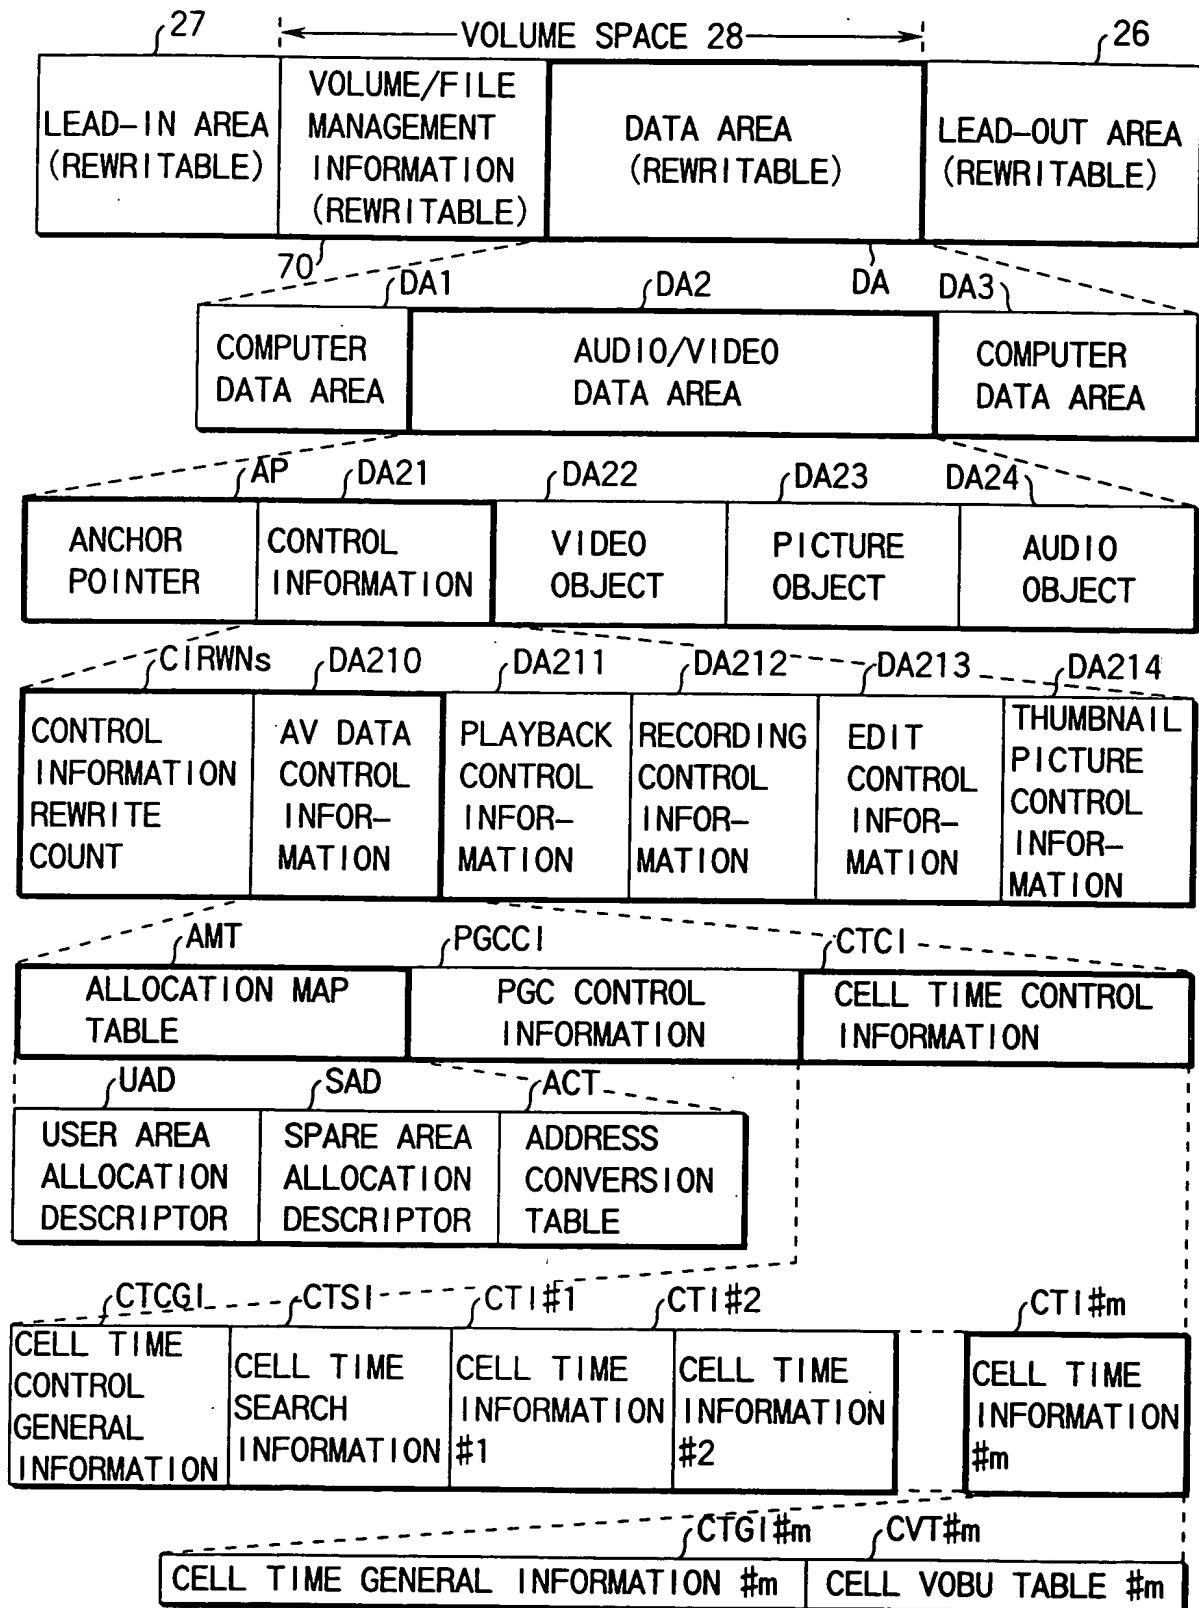 27
VOLUME SPACE 28
26
LEAD-IN AREA
(REWRITABLE)
VOLUME/FILE
MANAGEMENT
INFORMATION
(REWRITABLE)
DATA AREA
(REWRITABLE)
LEAD-OUT AREA
(REWRITABLE)
70
DA
DA1
DA2
DA3
COMPUTER
DATA AREA
AUDIO/VIDEO
DATA AREA
COMPUTER
DATA AREA
AP
DA21
DA22
DA23
DA24
ANCHOR
POINTER
CONTROL
INFORMATION
VIDEO
OBJECT
PICTURE
OBJECT
AUDIO
OBJECT
CIRWNs
DA210
DA211
DA212
DA213
DA214
CONTROL
INFORMATION
REWRITE
COUNT
AV DATA
CONTROL
INFOR-
MATION
PLAYBACK
CONTROL
INFOR-
MATION
RECORDING
CONTROL
INFOR-
MATION
EDIT
CONTROL
INFOR-
MATION
THUMBNAIL
PICTURE
CONTROL
INFOR-
MATION
AMT
PGCCI
CTCI
ALLOCATION MAP
TABLE
PGC CONTROL
INFORMATION
CELL TIME CONTROL
INFORMATION
UAD
SAD
ACT
USER AREA
ALLOCATION
DESCRIPTOR
SPARE AREA
ALLOCATION
DESCRIPTOR
ADDRESS
CONVERSION
TABLE
CTCGI
CTSI
CTI#1
CTI#2
CTI#m
CELL TIME
CONTROL
GENERAL
INFORMATION
CELL TIME
SEARCH
INFORMATION
CELL TIME
INFORMATION
#1
CELL TIME
INFORMATION
#2
CELL TIME
INFORMATION
#m
CTGI#m
CVT#m
CELL TIME GENERAL INFORMATION #m
CELL VOBU TABLE #m